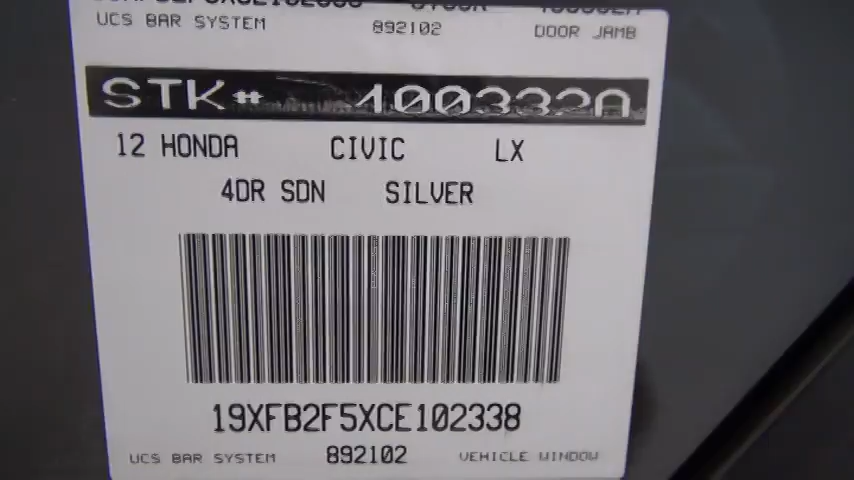 UCS BAR SYSTEM 892102 DOOR JAMB
STK# 400332A
12 HONDA CIVIC LX
4DR SDN SILVER
19XFB2F5XCE102338
UCS BAR SYSTEM 892102 VEHICLE WINDOW